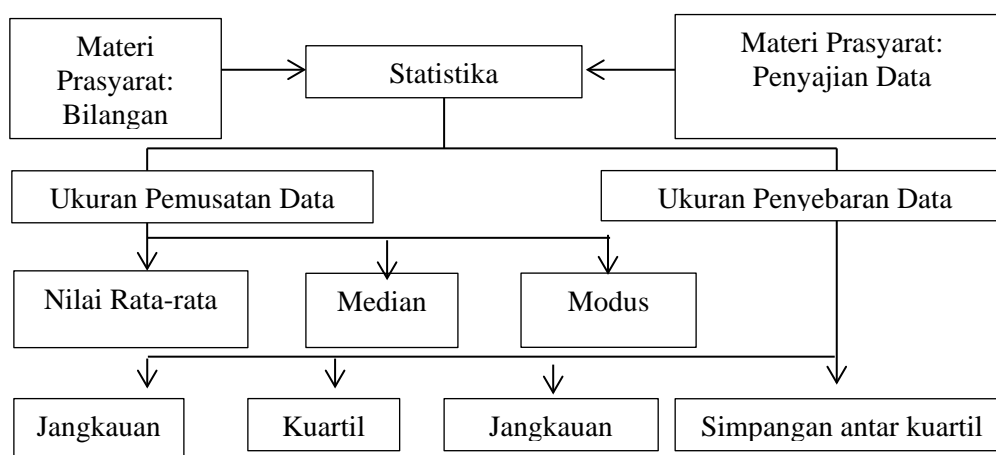 Materi
Prasyarat:
Bilangan
Statistika
Materi Prasyarat:
Penyajian Data
Ukuran Pemusatan Data
Ukuran Penyebaran Data
Nilai Rata-rata
Median
Modus
Jangkauan
Kuartil
Jangkauan
Simpangan antar kuartil